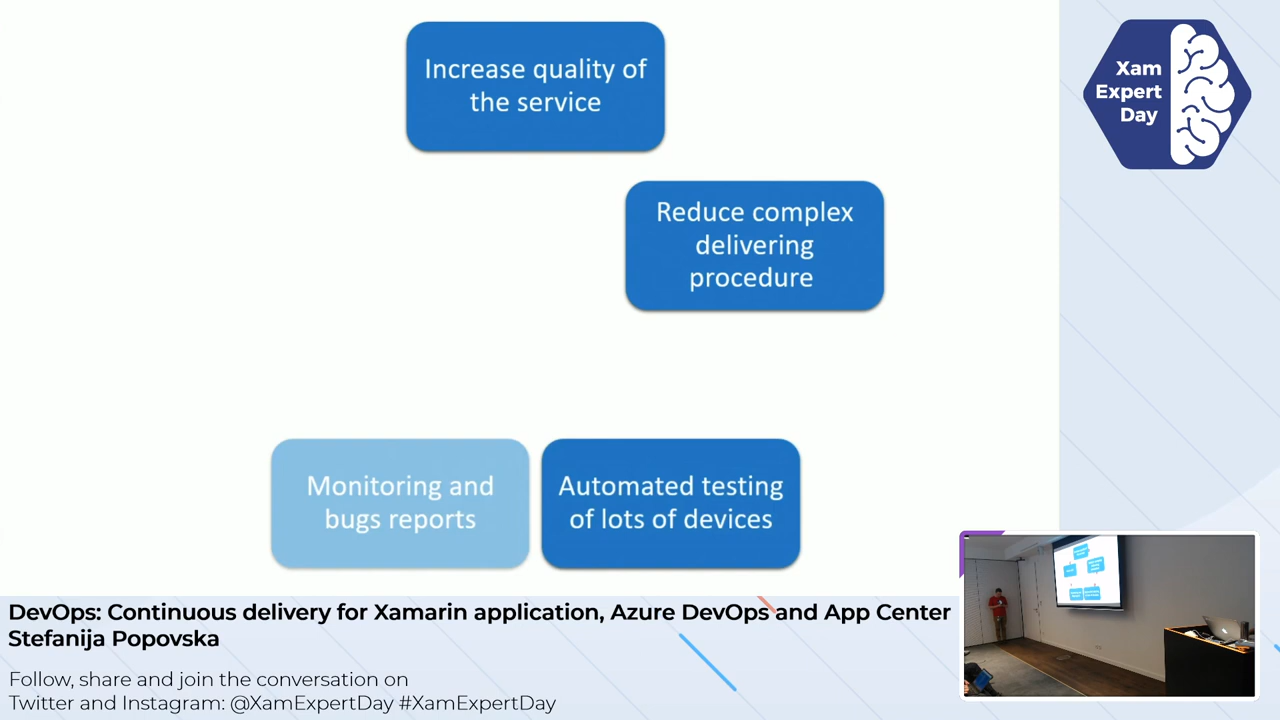 Increase quality of
the service
Xam
Expert
Day
Reduce complex
delivering
procedure
Monitoring and
bugs reports
Automated testing
of lots of devices
DevOps: Continuous delivery for Xamarin application, Azure DevOps and App Center
Stefanija Popovska
Follow, share and join the conversation on
Twitter and Instagram: @XamExpertDay #XamExpertDay